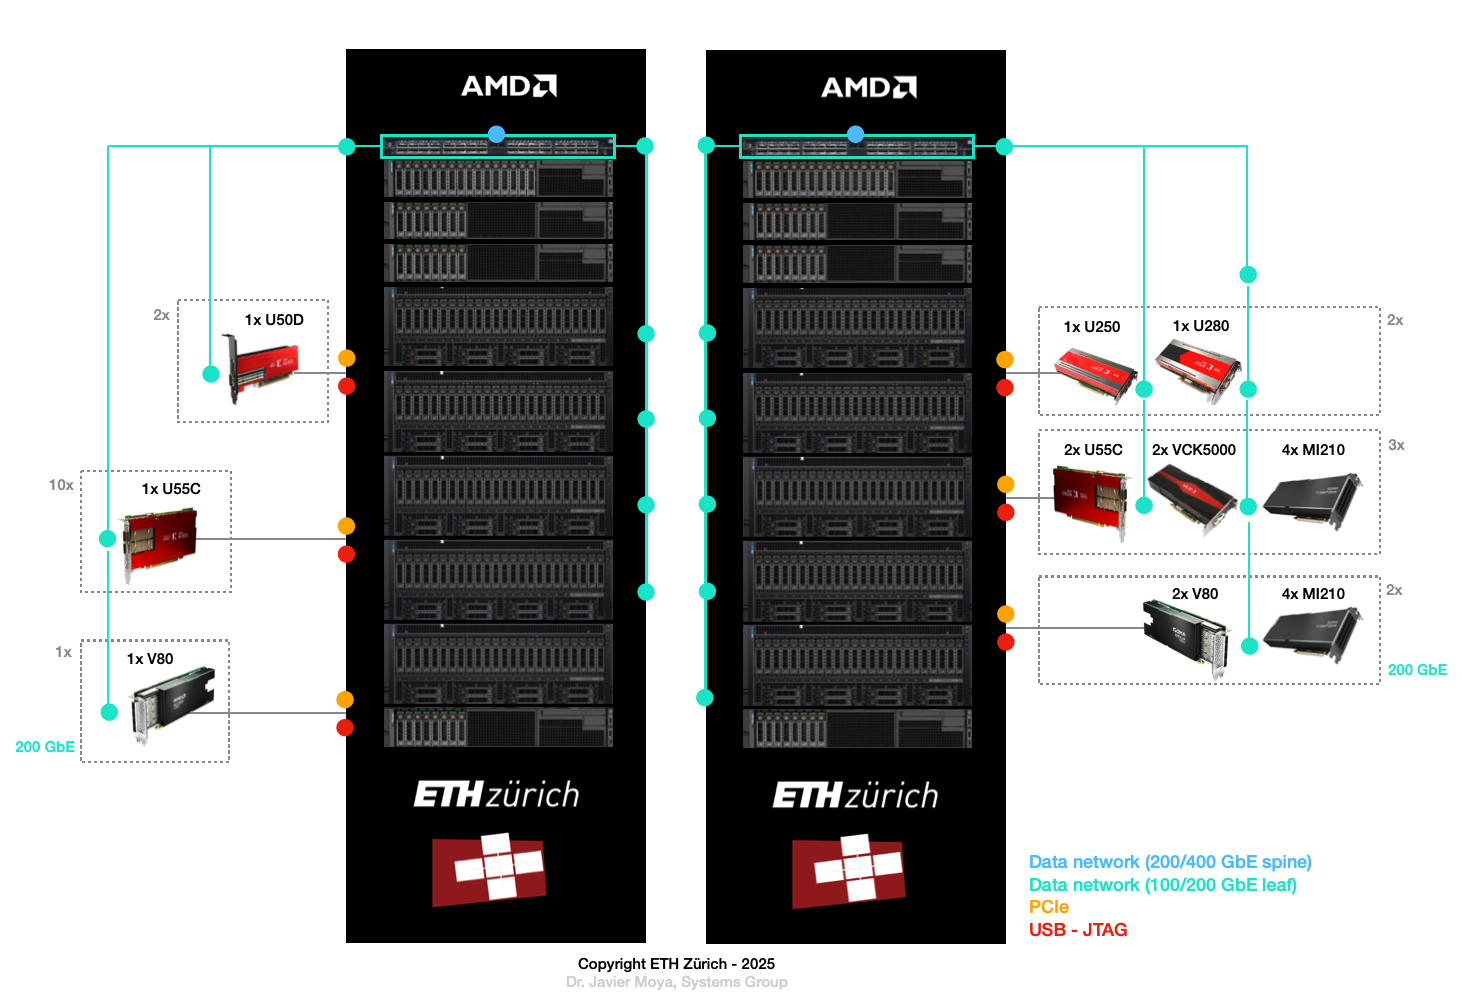 AMD
AMD
2x
1x U50D
10x
1x U55C
1x
1x V80
200 GbE
1x U250
1x U280
2x
2x U55C
2x VCK5000
4x MI210
3x
2x V80
4x MI210
2x
200 GbE
ETH zürich
ETH zürich
Data network (200/400 GbE spine)
Data network (100/200 GbE leaf)
PCIe
USB - JTAG
Copyright ETH Zürich - 2025
Dr. Javier Moya, Systems Group